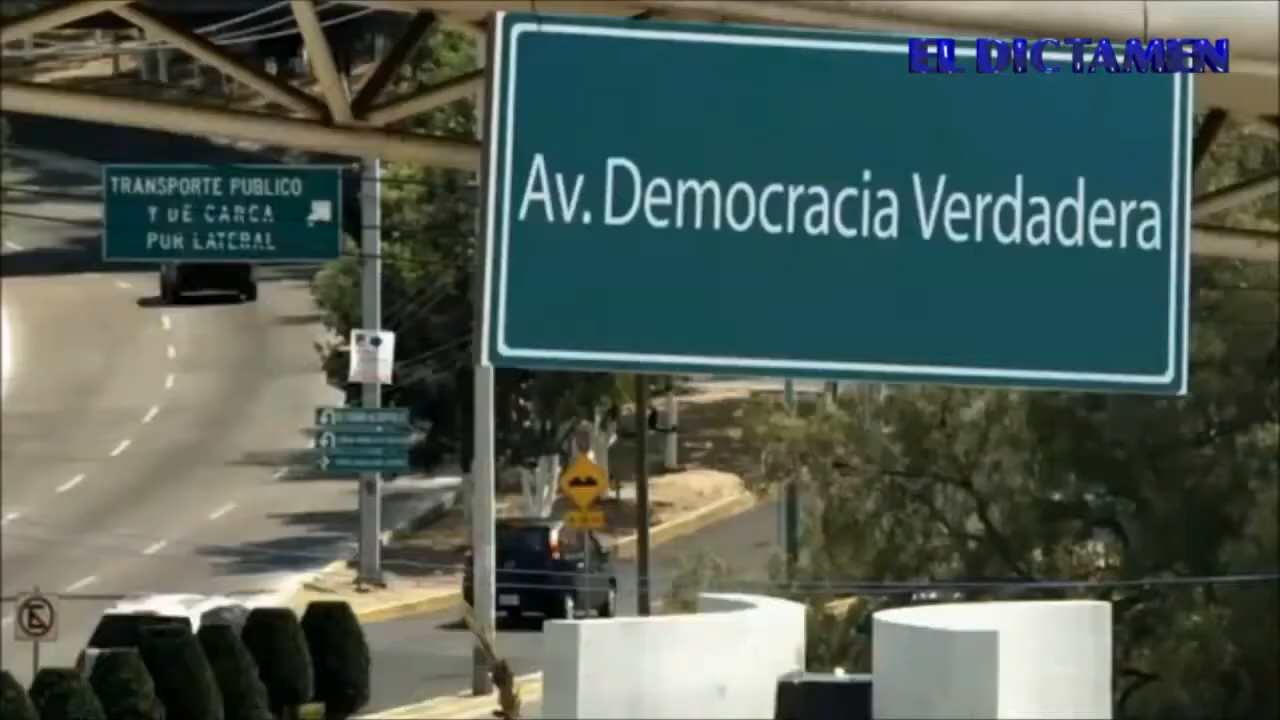 EL DICTAMEN
Av. Democracia Verdadera
TRANSPORTE PUBLICO
Y DE CARGA
POR LATERAL
E